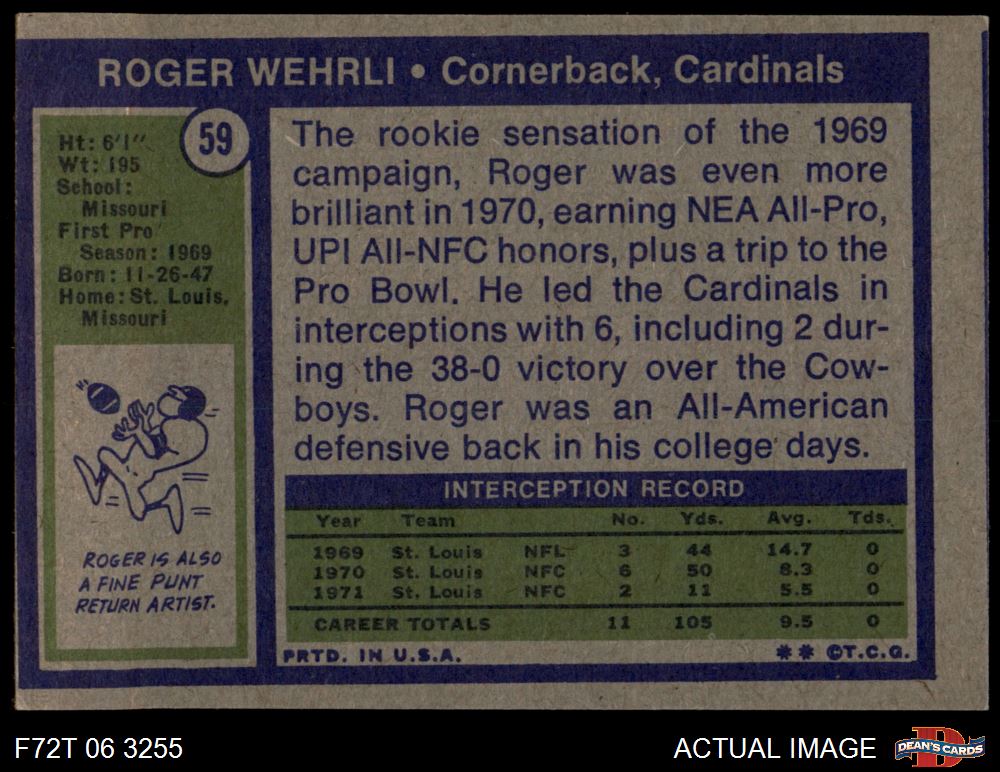 ROGER WEHRLI • Cornerback, Cardinals
59
Ht: 6'1"
Wt: 195
School:
Missouri
First Pro
Season: 1969
Born: 11-26-47
Home: St. Louis,
Missouri
ROGER IS ALSO
A FINE PUNT
RETURN ARTIST.
The rookie sensation of the 1969
campaign, Roger was even more
brilliant in 1970, earning NEA All-Pro,
UPI All-NFC honors, plus a trip to the
Pro Bowl. He led the Cardinals in
interceptions with 6, including 2 dur-
ing the 38-0 victory over the Cow-
boys. Roger was an All-American
defensive back in his college days.
INTERCEPTION RECORD
Year Team No. Yds. Avg. Tds.
1969 St. Louis NFL 3 44 14.7 0
1970 St. Louis NFC 6 50 8.3 0
1971 St. Louis NFC 2 11 5.5 0
CAREER TOTALS 11 105 9.5 0
PRTD. IN U.S.A. ** ©T.C.G.
F72T 06 3255 ACTUAL IMAGE DEAN'S CARDS